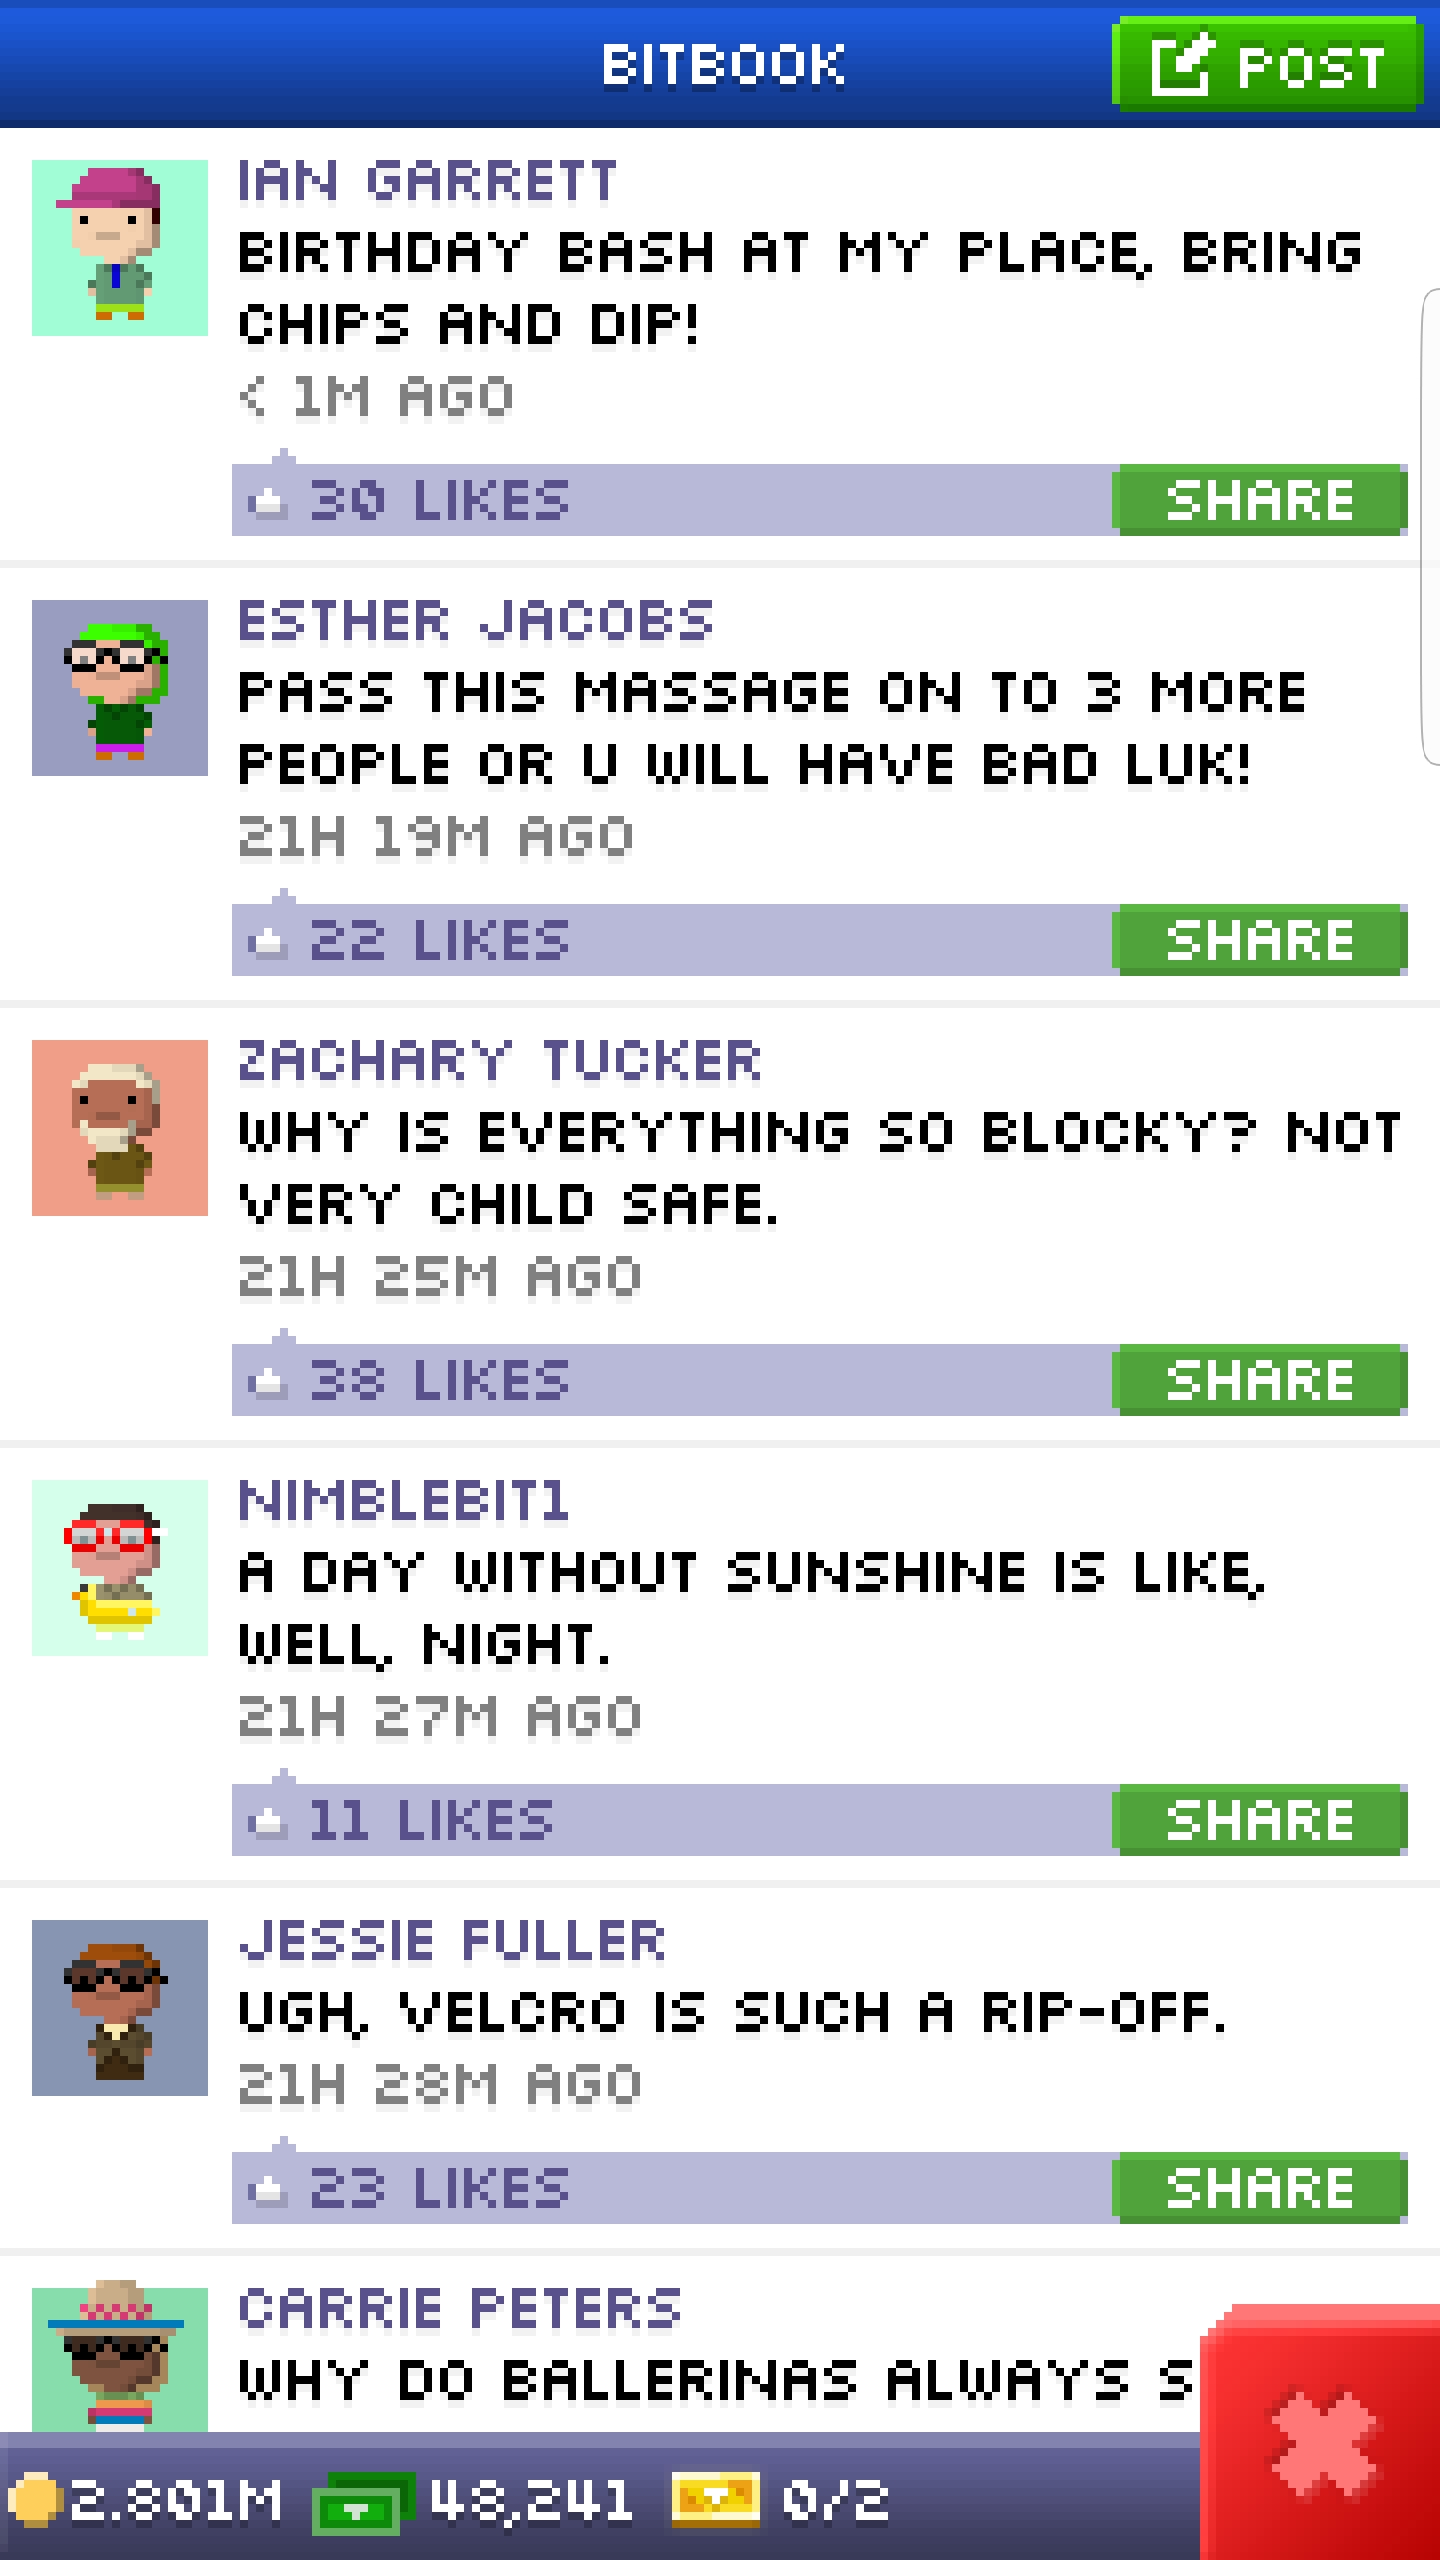 BITBOOK
POST
IAN GARRETT
BIRTHDAY BASH AT MY PLACE, BRING
CHIPS AND DIP!
< 1M AGO
30 LIKES
SHARE
ESTHER JACOBS
PASS THIS MASSAGE ON TO 3 MORE
PEOPLE OR U WILL HAVE BAD LUK!
21H 19M AGO
22 LIKES
SHARE
ZACHARY TUCKER
WHY IS EVERYTHING SO BLOCKY? NOT
VERY CHILD SAFE.
21H 25M AGO
38 LIKES
SHARE
NIMBLEBIT1
A DAY WITHOUT SUNSHINE IS LIKE,
WELL, NIGHT.
21H 27M AGO
11 LIKES
SHARE
JESSIE FULLER
UGH, VELCRO IS SUCH A RIP-OFF.
21H 28M AGO
23 LIKES
SHARE
CARRIE PETERS
WHY DO BALLERINAS ALWAYS S
2.801M
48,241
0/2